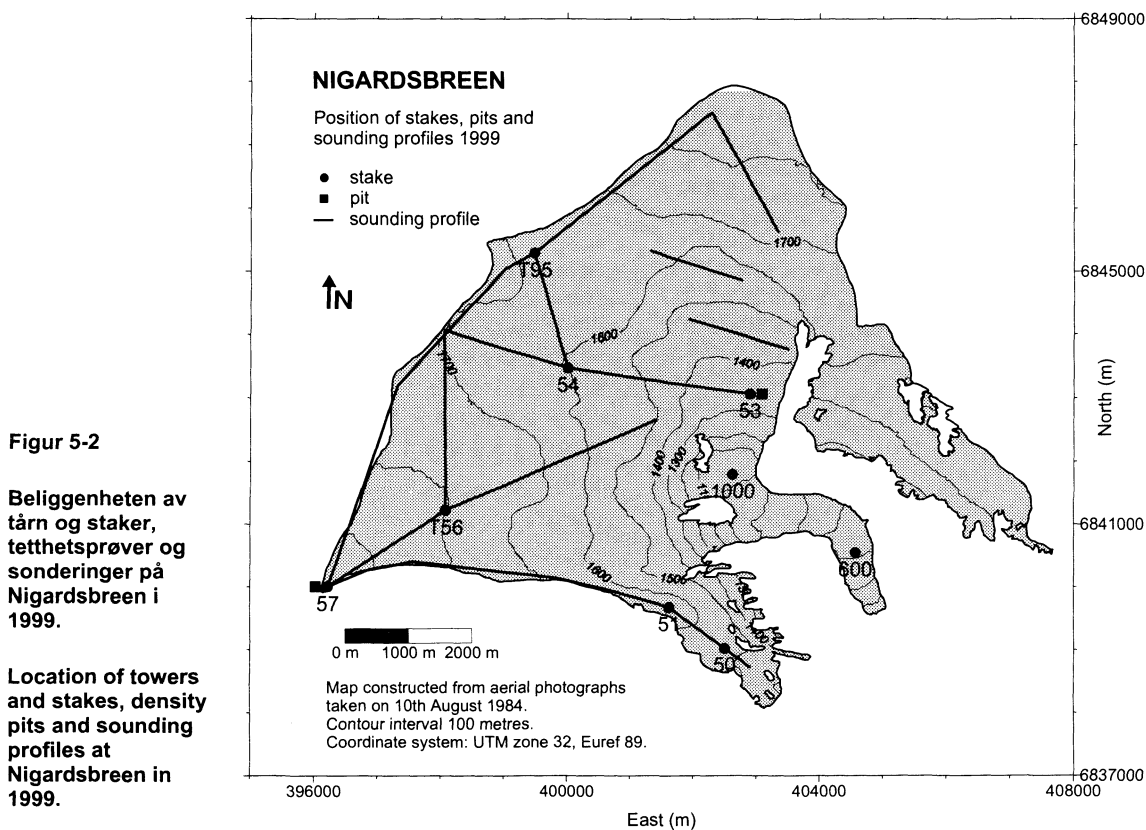 Figur 5-2
Beliggenheten av
tårn og staker,
tetthetsprøver og
sonderinger på
Nigardsbreen i
1999.
Location of towers
and stakes, density
pits and sounding
profiles at
Nigardsbreen in
1999.
NIGARDSBREEN
Position of stakes, pits and
sounding profiles 1999
stake
pit
sounding profile
N
6849000
6845000
6841000
6837000
North (m)
396000
400000
404000
408000
East (m)
1700
1600
1400
T95
54
53
1400
1300
1000
T56
600
57
1600
1500
51
50
0 m 1000 m 2000 m
Map constructed from aerial photographs
taken on 10th August 1984.
Contour interval 100 metres.
Coordinate system: UTM zone 32, Euref 89.